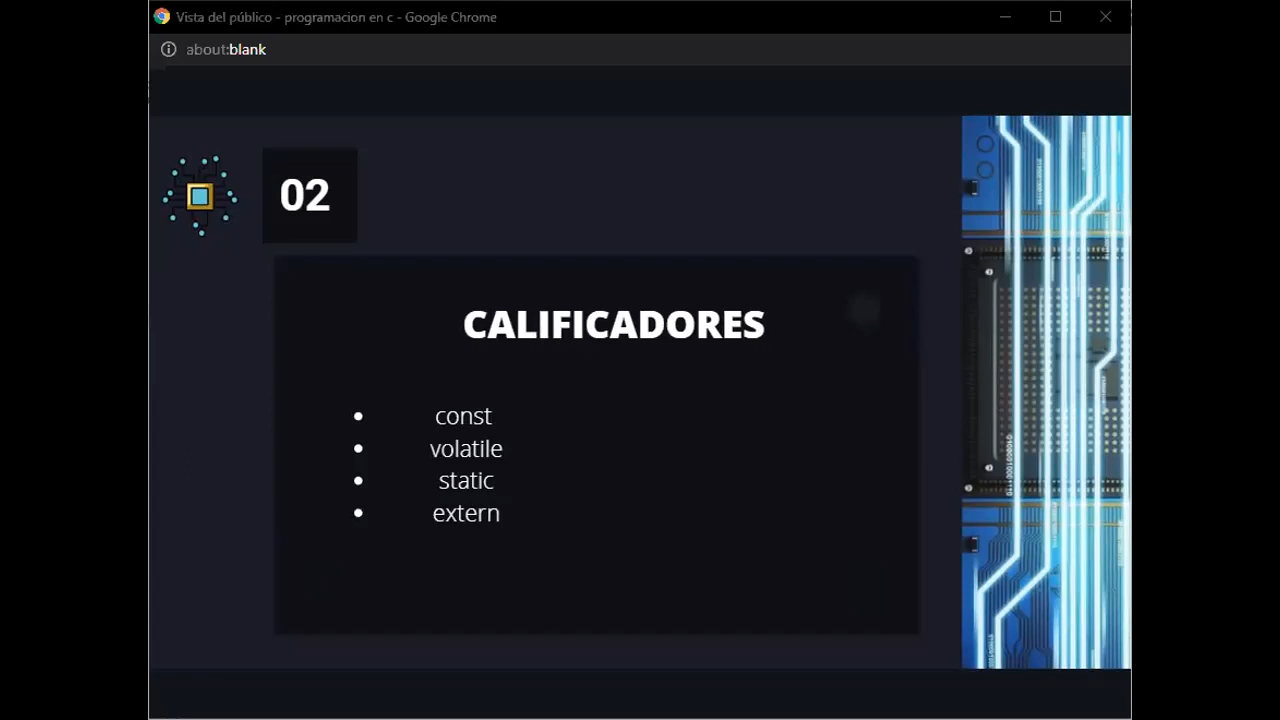 Vista del público - programacion en c - Google Chrome
about:blank
02
CALIFICADORES
• const
• volatile
• static
• extern